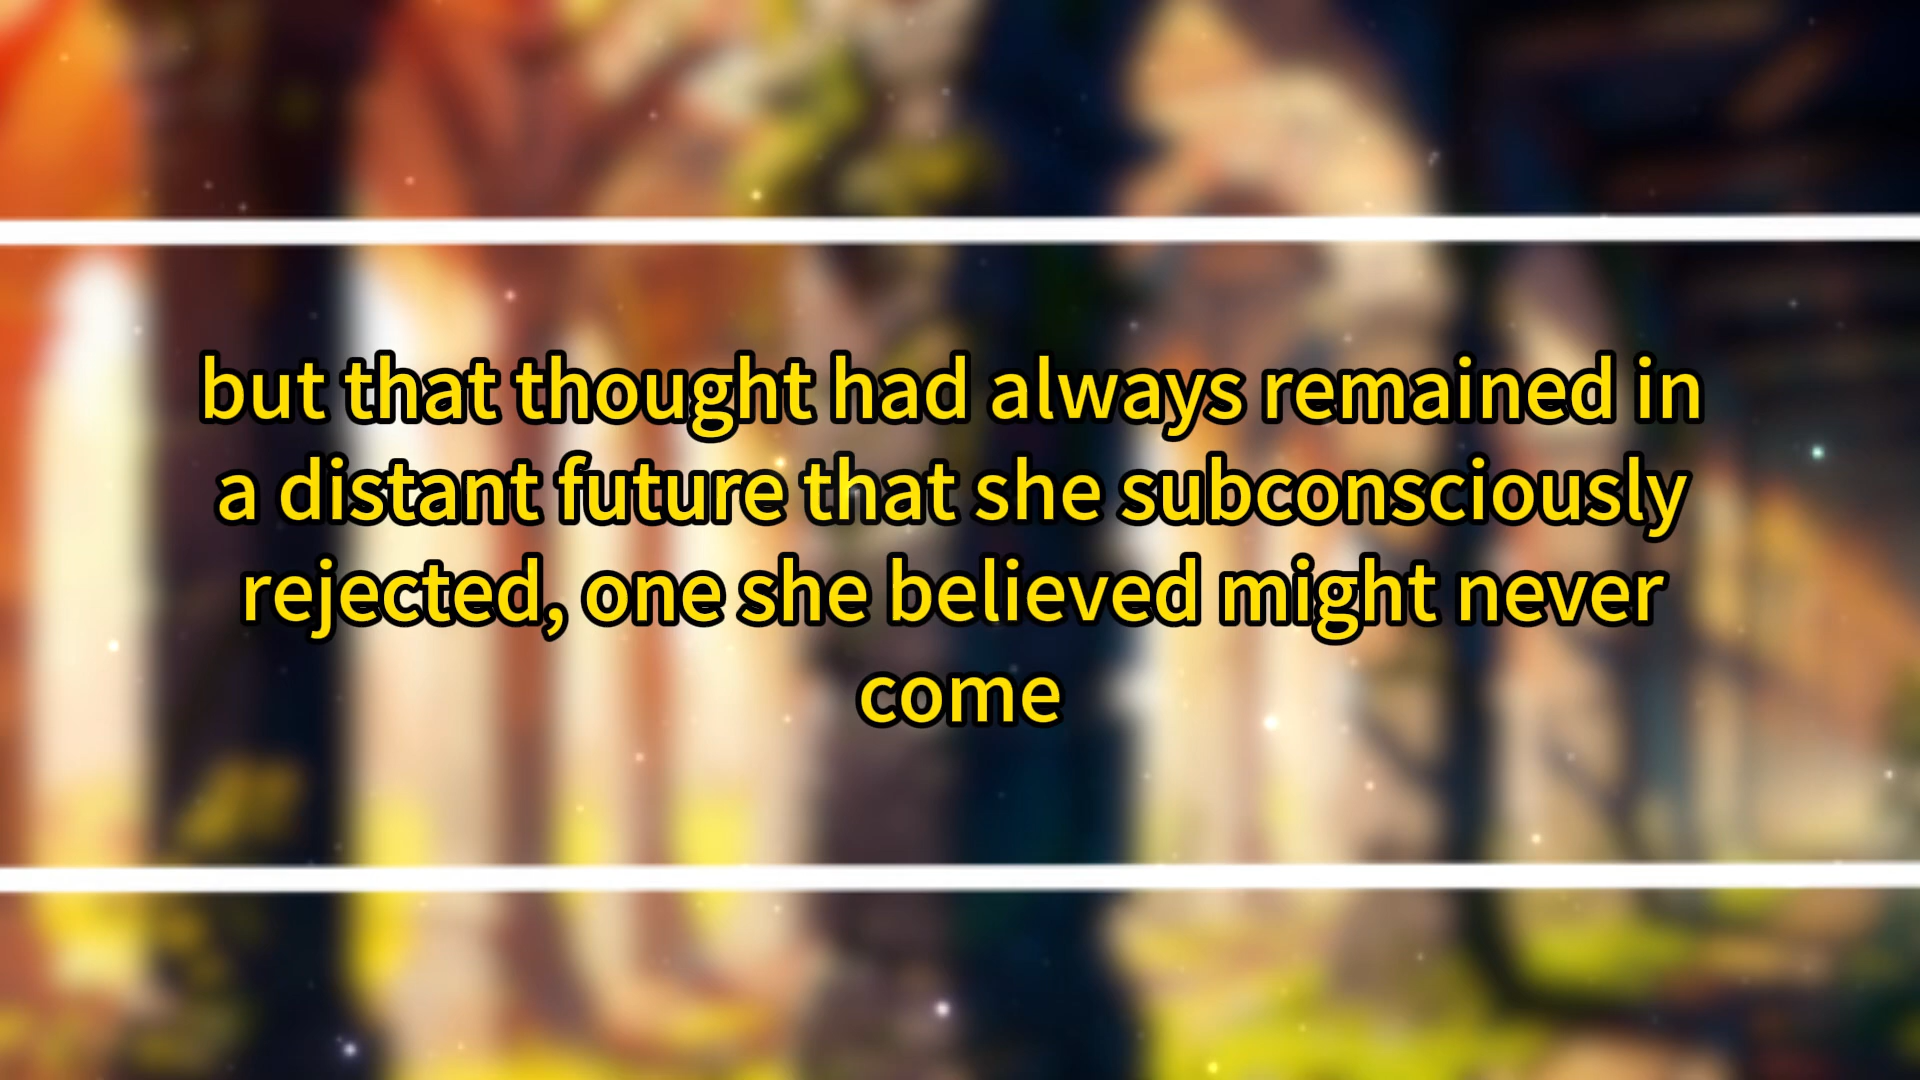 but that thought had always remained in
a distant future that she subconsciously
rejected, one she believed might never
come